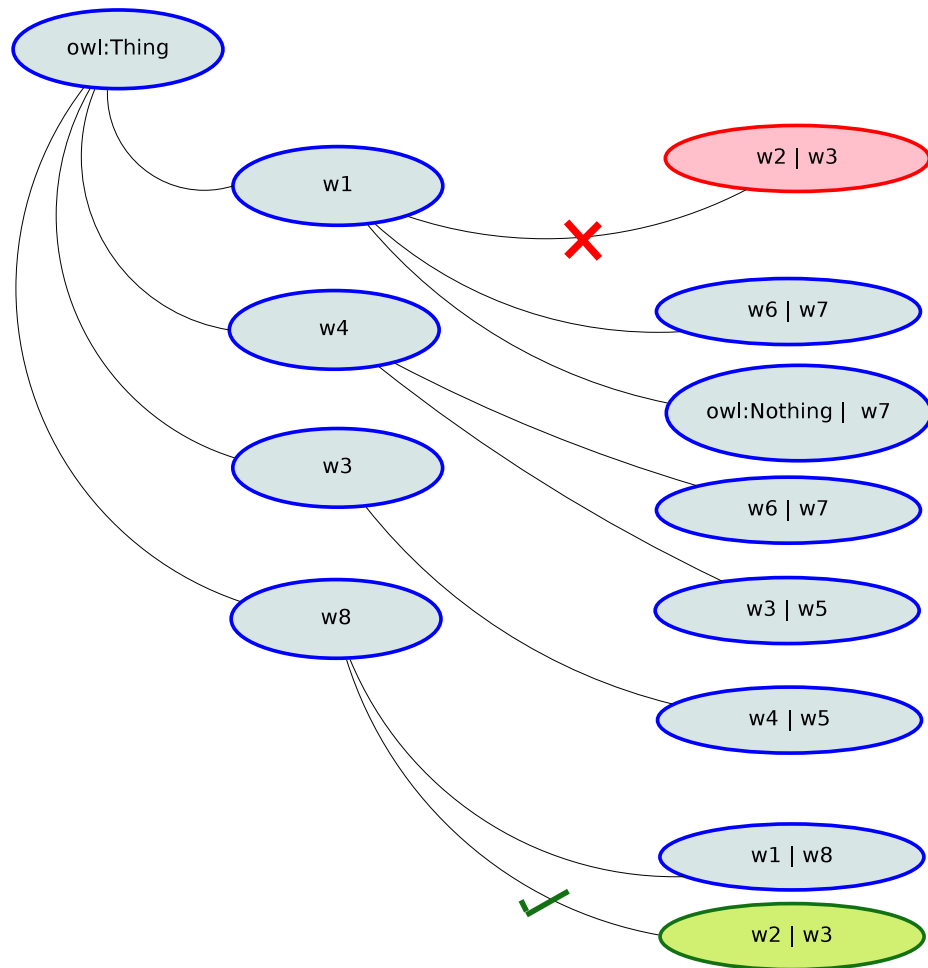 owl:Thing
w1
w2 | w3
w6 | w7
w4
owl:Nothing |  w7
w3
w6 | w7
w3 | w5
w8
w4 | w5
w1 | w8
w2 | w3